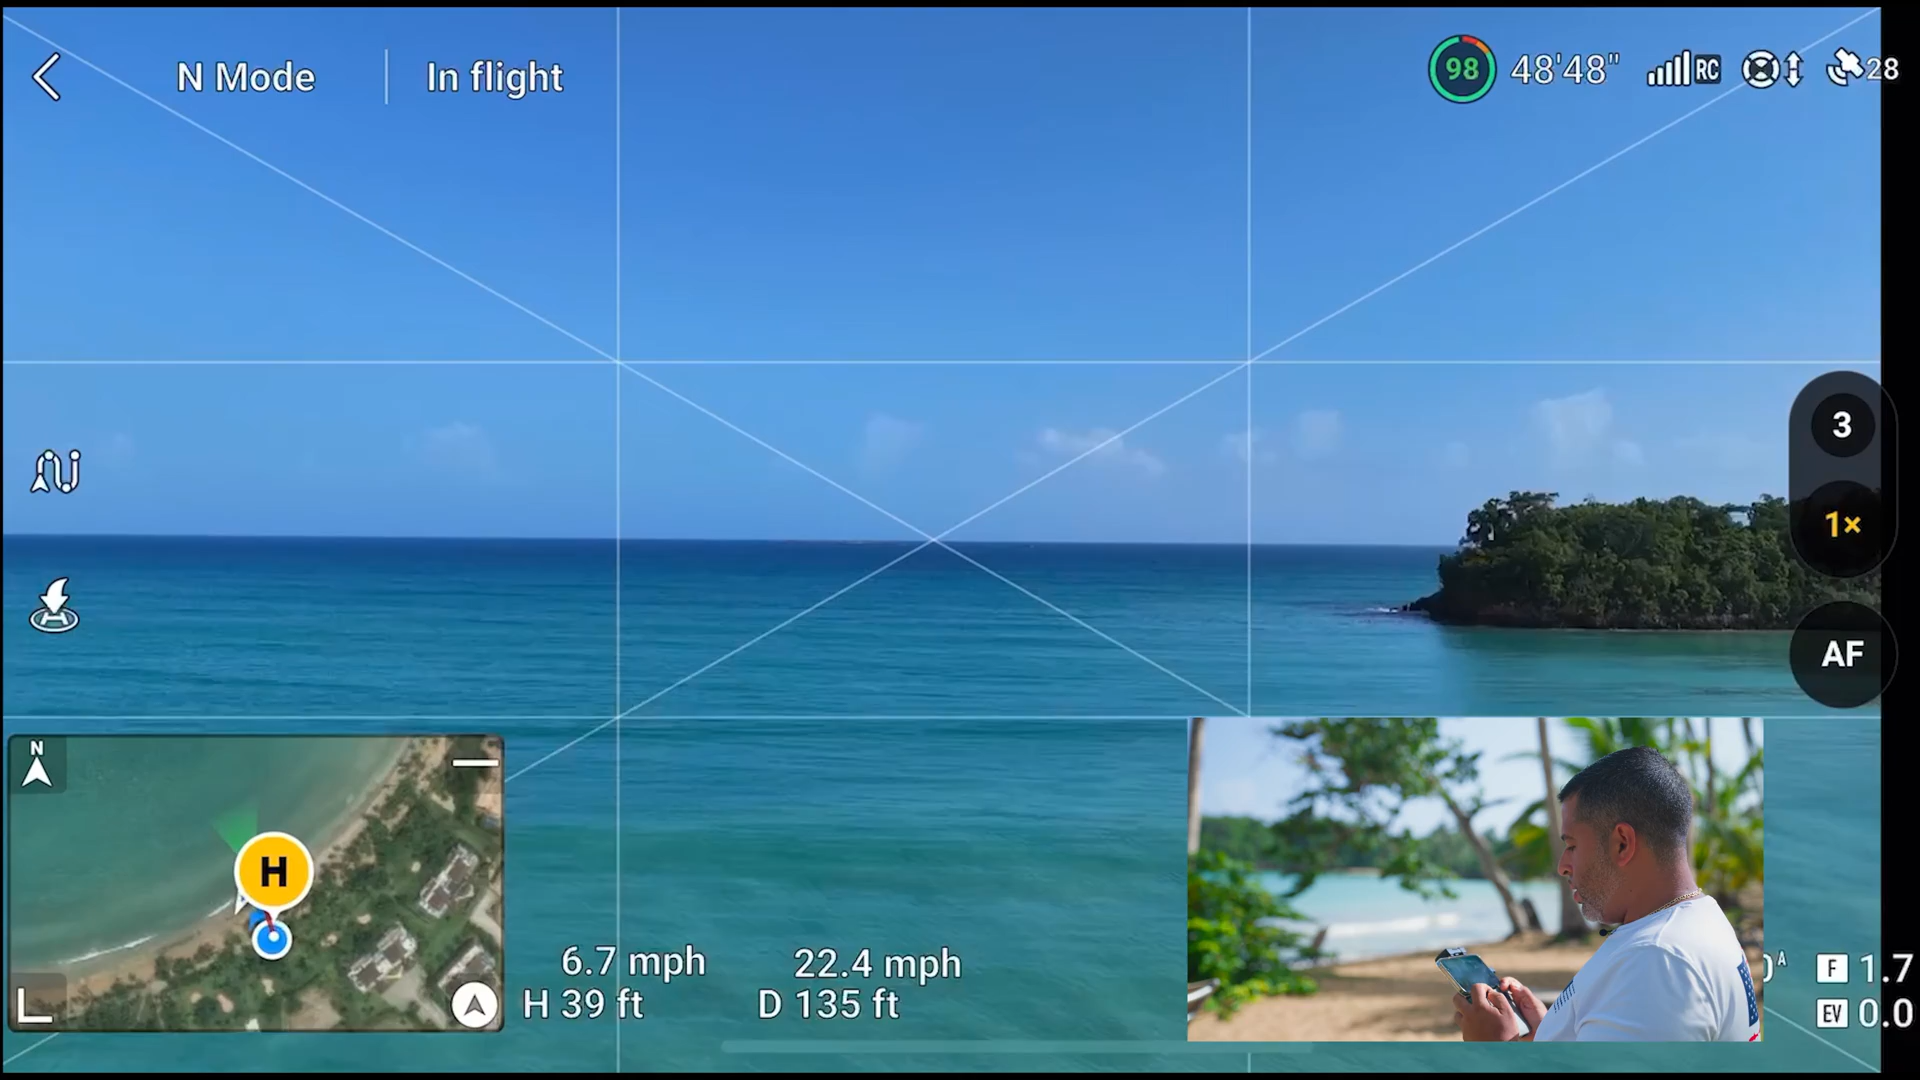 N Mode
In flight
98
48'48"
RC
28
3
1×
AF
N
H
6.7 mph
22.4 mph
H 39 ft
D 135 ft
A
F 1.7
EV 0.0